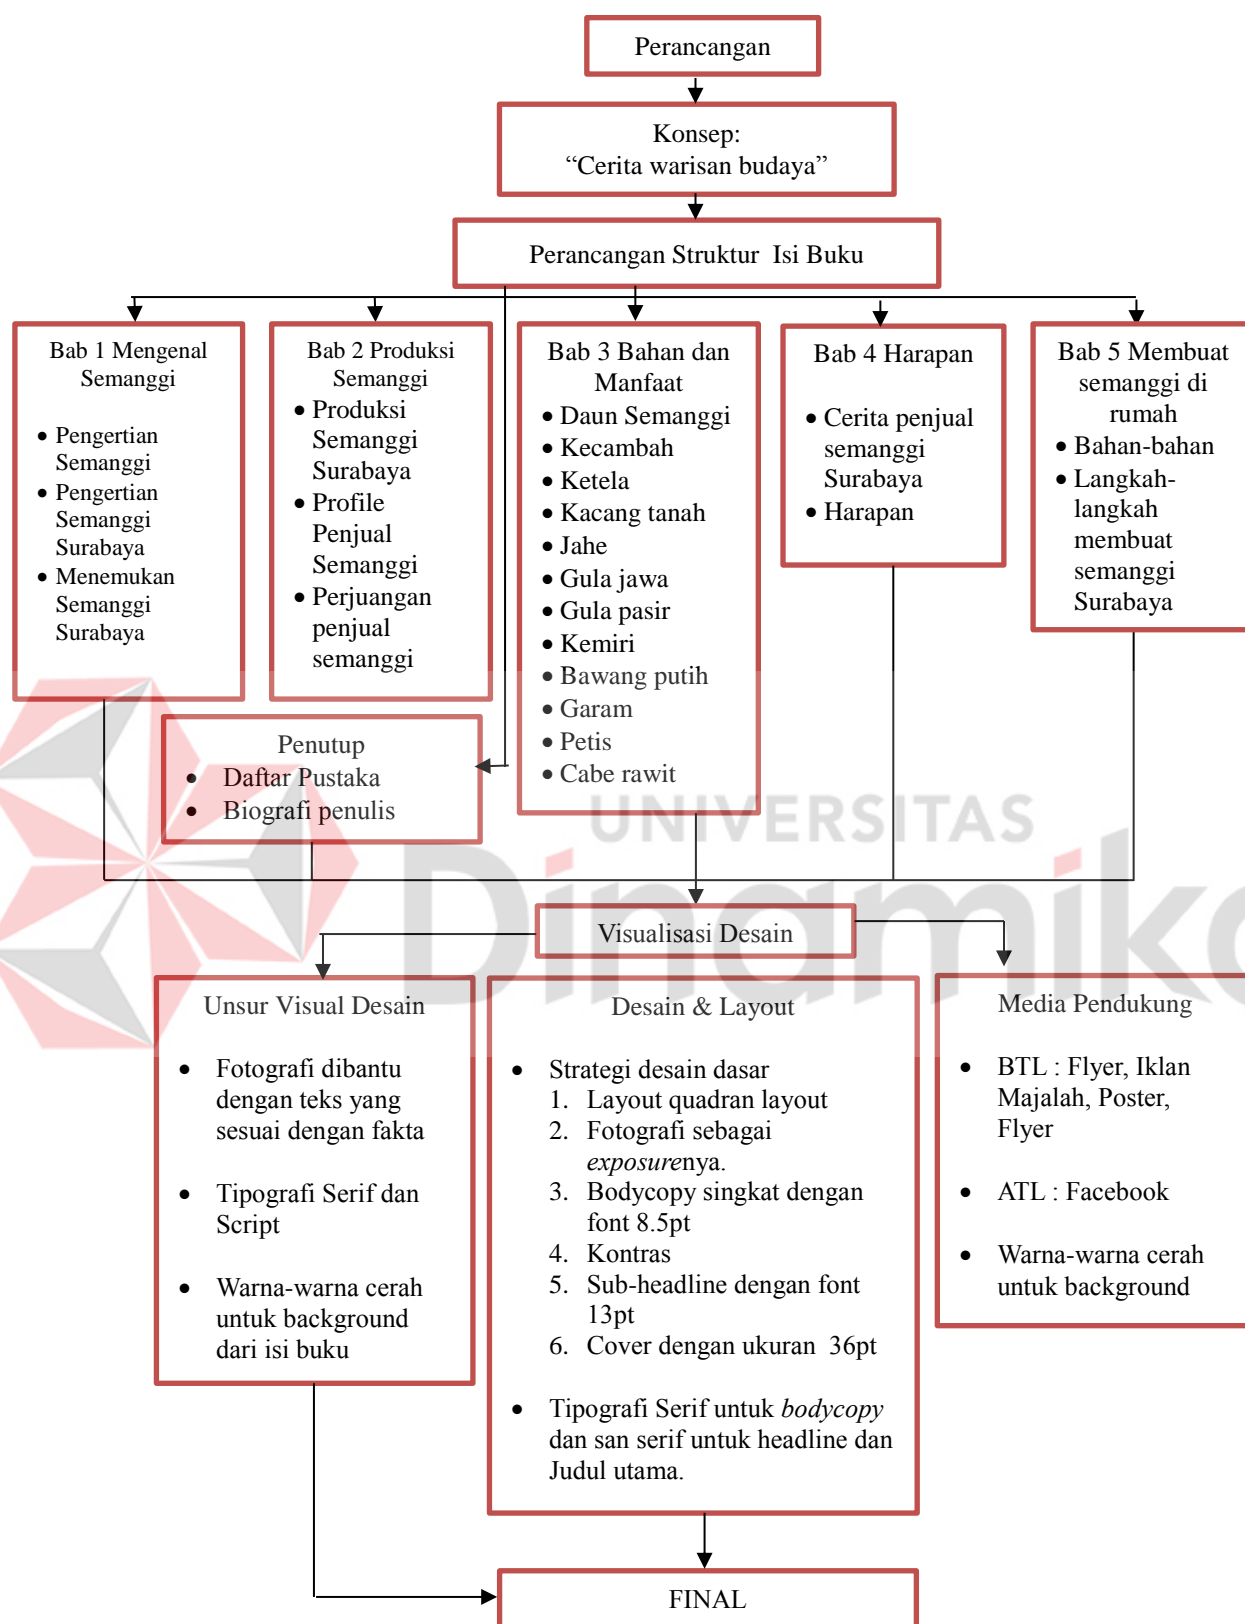 Perancangan
Konsep:
“Cerita warisan budaya”
Perancangan Struktur Isi Buku
Bab 1 Mengenal
Semanggi
• Pengertian
Semanggi
• Pengertian
Semanggi
Surabaya
• Menemukan
Semanggi
Surabaya
Bab 2 Produksi
Semanggi
• Produksi
Semanggi
Surabaya
• Profile
Penjual
Semanggi
• Perjuangan
penjual
semanggi
Bab 3 Bahan dan
Manfaat
• Daun Semanggi
• Kecambah
• Ketela
• Kacang tanah
• Jahe
• Gula jawa
• Gula pasir
• Kemiri
• Bawang putih
• Garam
• Petis
• Cabe rawit
Bab 4 Harapan
• Cerita penjual
semanggi
Surabaya
• Harapan
Bab 5 Membuat
semanggi di
rumah
• Bahan-bahan
• Langkah-
langkah
membuat
semanggi
Surabaya
Penutup
• Daftar Pustaka
• Biografi penulis
UNIVERSITAS
Dinamika
Visualisasi Desain
Unsur Visual Desain
• Fotografi dibantu
dengan teks yang
sesuai dengan fakta
• Tipografi Serif dan
Script
• Warna-warna cerah
untuk background
dari isi buku
Desain & Layout
• Strategi desain dasar
1. Layout quadran layout
2. Fotografi sebagai
exposurenya.
3. Bodycopy singkat dengan
font 8.5pt
4. Kontras
5. Sub-headline dengan font
13pt
6. Cover dengan ukuran 36pt
• Tipografi Serif untuk bodycopy
dan san serif untuk headline dan
Judul utama.
Media Pendukung
• BTL : Flyer, Iklan
Majalah, Poster,
Flyer
• ATL : Facebook
• Warna-warna cerah
untuk background
FINAL